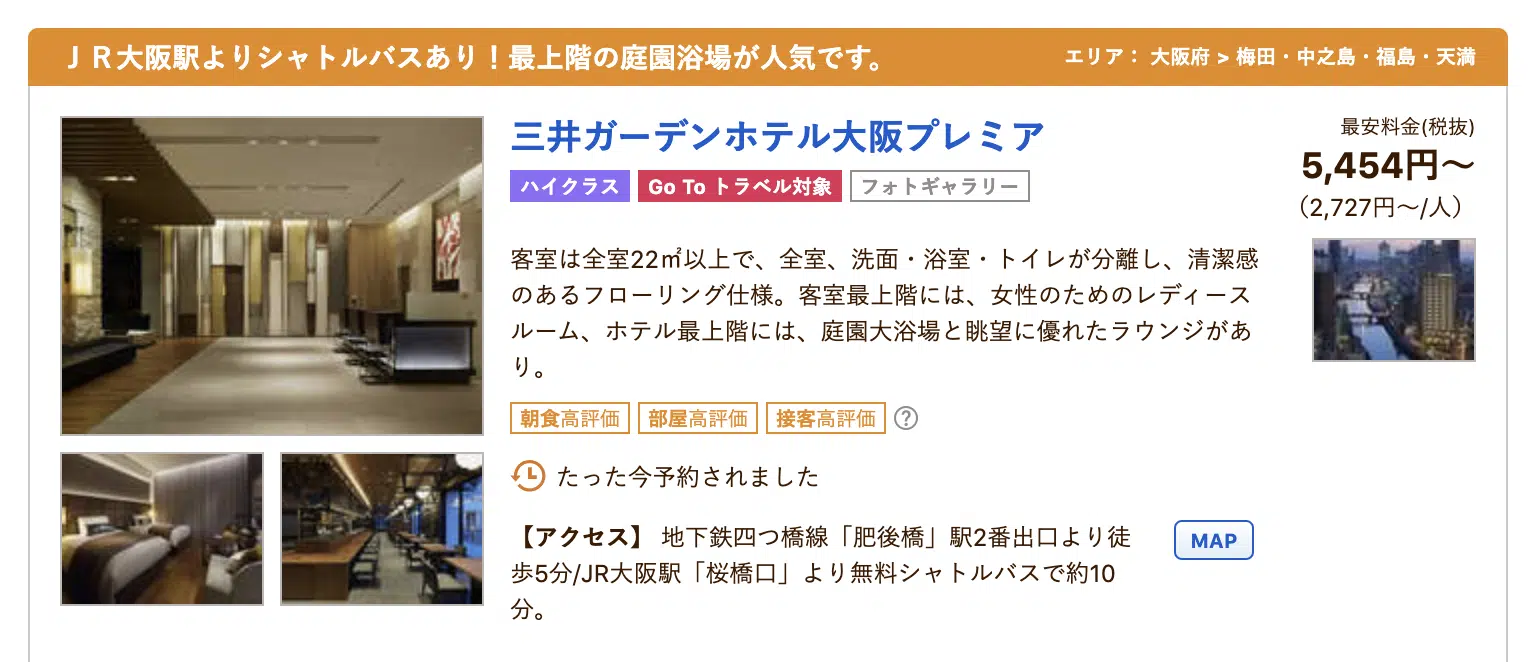 ＪＲ大阪駅よりシャトルバスあり！最上階の庭園浴場が人気です。
エリア： 大阪府 > 梅田・中之島・福島・天満
三井ガーデンホテル大阪プレミア
ハイクラス Go To トラベル対象 フォトギャラリー
最安料金(税抜)
5,454円～
（2,727円～/人）
客室は全室22㎡以上で、全室、洗面・浴室・トイレが分離し、清潔感
のあるフローリング仕様。客室最上階には、女性のためのレディース
ルーム、ホテル最上階には、庭園大浴場と眺望に優れたラウンジがあ
り。
朝食高評価 部屋高評価 接客高評価 ?
たった今予約されました
【アクセス】 地下鉄四つ橋線「肥後橋」駅2番出口より徒
歩5分/JR大阪駅「桜橋口」より無料シャトルバスで約10
分。
MAP